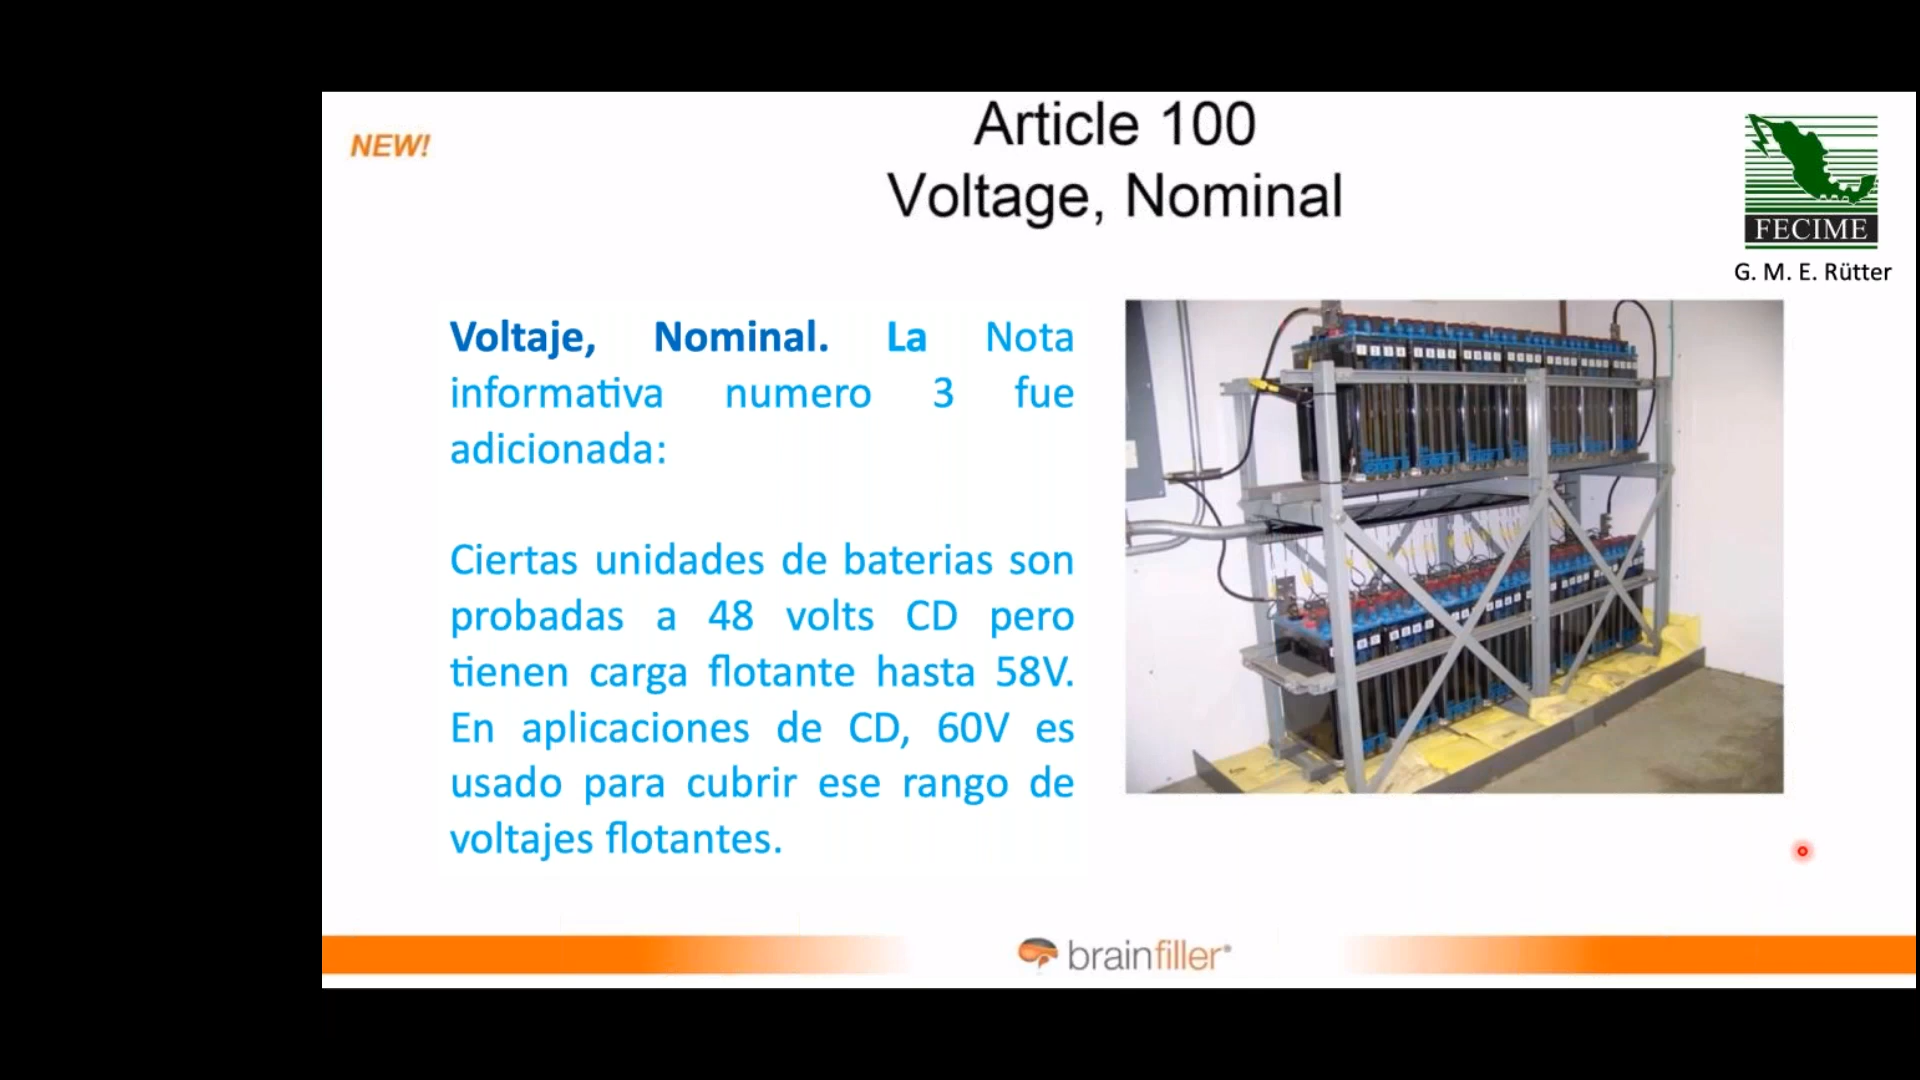 NEW!
Article 100
Voltage, Nominal
FECIME
G. M. E. Rütter
Voltaje, Nominal. La Nota
informativa numero 3 fue
adicionada:
Ciertas unidades de baterias son
probadas a 48 volts CD pero
tienen carga flotante hasta 58V.
En aplicaciones de CD, 60V es
usado para cubrir ese rango de
voltajes flotantes.
brainfiller®